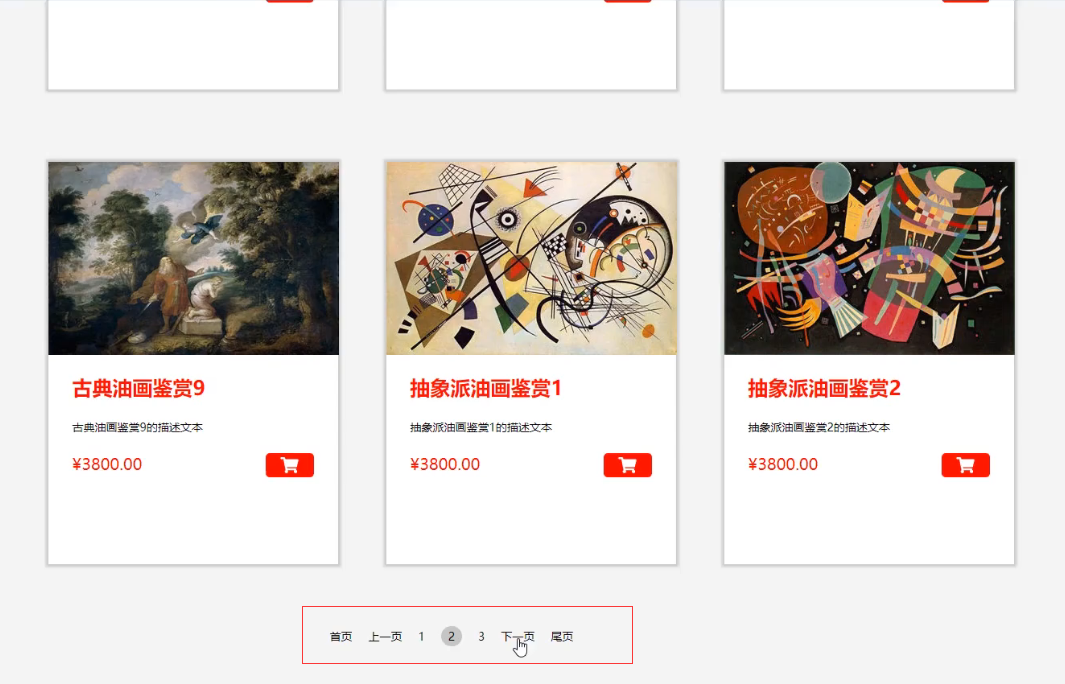 古典油画鉴赏9
抽象派油画鉴赏1
抽象派油画鉴赏2
古典油画鉴赏9的描述文本
抽象派油画鉴赏1的描述文本
抽象派油画鉴赏2的描述文本
¥3800.00
¥3800.00
¥3800.00
首页 上一页 1 2 3 下一页 尾页